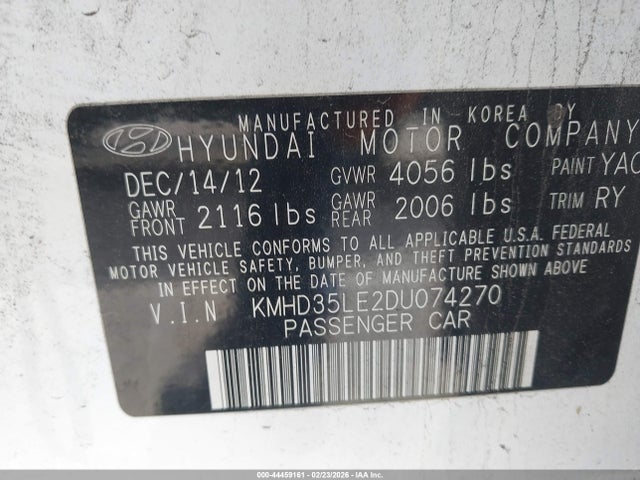 MANUFACTURED IN KOREA BY
HYUNDAI MOTOR COMPANY
DEC/14/12 GVWR 4056 lbs PAINT YAC
GAWR FRONT 2116 lbs GAWR REAR 2006 lbs TRIM RY
THIS VEHICLE CONFORMS TO ALL APPLICABLE U.S.A. FEDERAL
MOTOR VEHICLE SAFETY, BUMPER, AND THEFT PREVENTION STANDARDS
IN EFFECT ON THE DATE OF MANUFACTURE SHOWN ABOVE
V.I.N KMHD35LE2DU074270
PASSENGER CAR
000-44459161 - 02/23/2026 - IAA Inc.